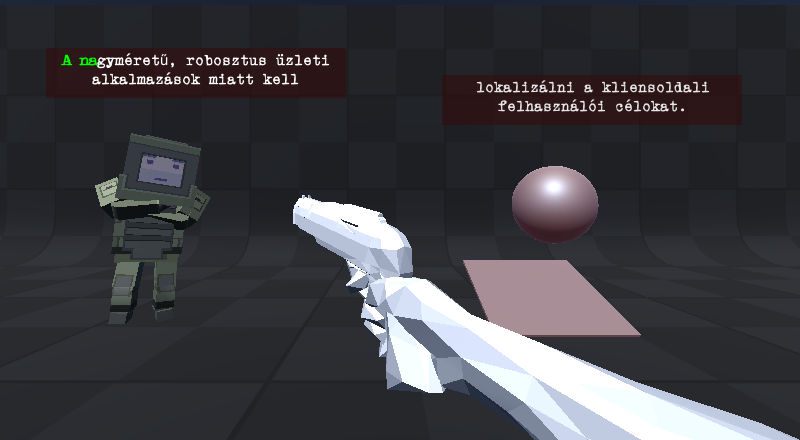 A nagyméretű, robosztus üzleti
alkalmazások miatt kell
lokalizálni a kliensoldali
felhasználói célokat.